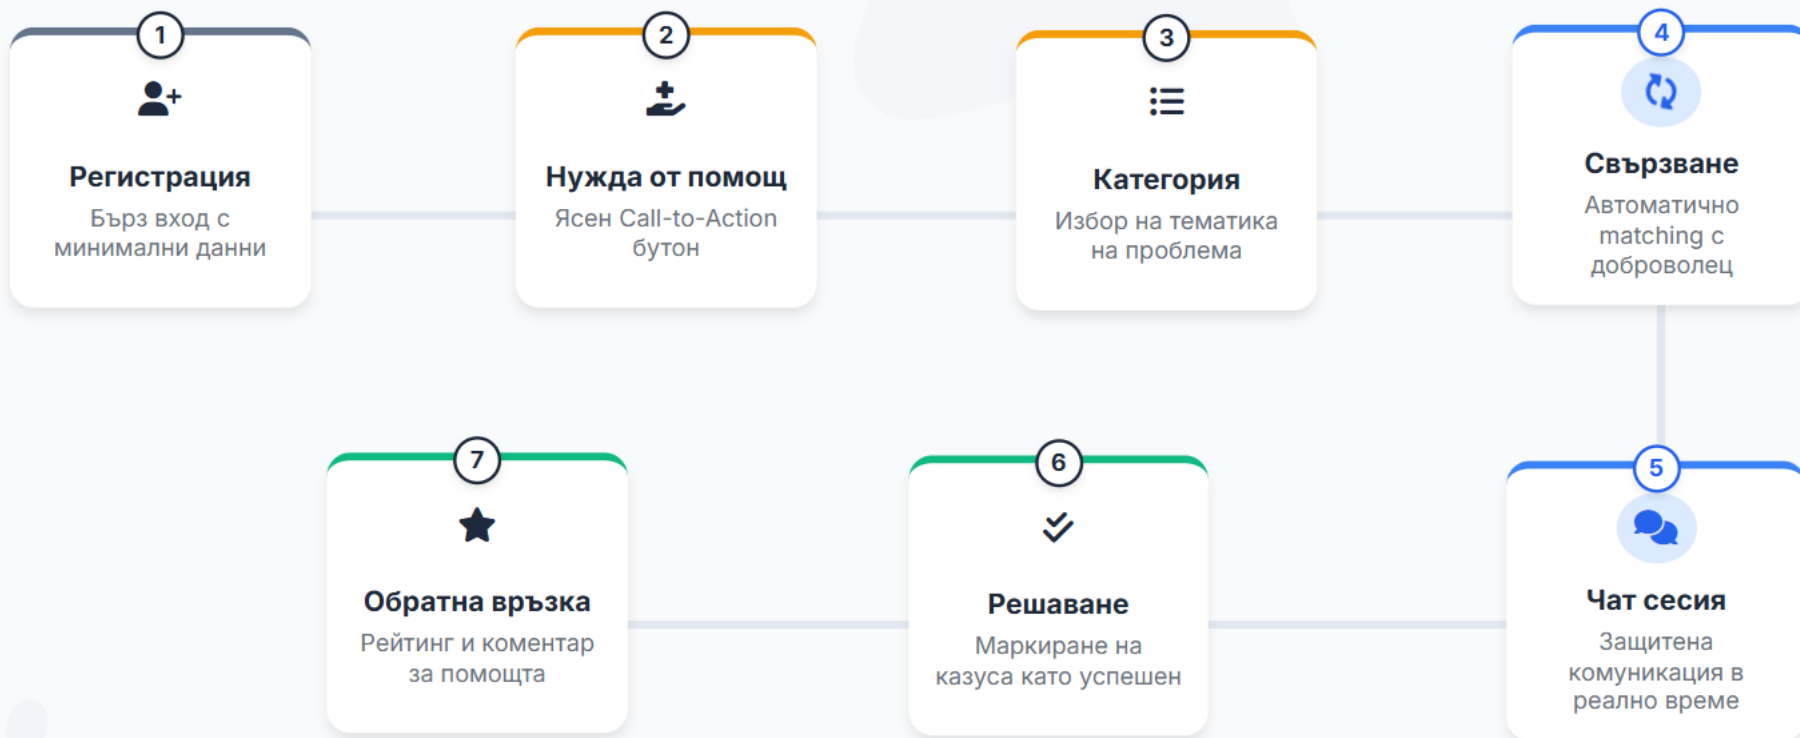 1
Регистрация
Бърз вход с
минимални данни
2
Нужда от помощ
Ясен Call-to-Action
бутон
3
Категория
Избор на тематика
на проблема
4
Свързване
Автоматично
matching с
доброволец
5
Чат сесия
Защитена
комуникация в
реално време
6
Решаване
Маркиране на
казуса като успешен
7
Обратна връзка
Рейтинг и коментар
за помощта